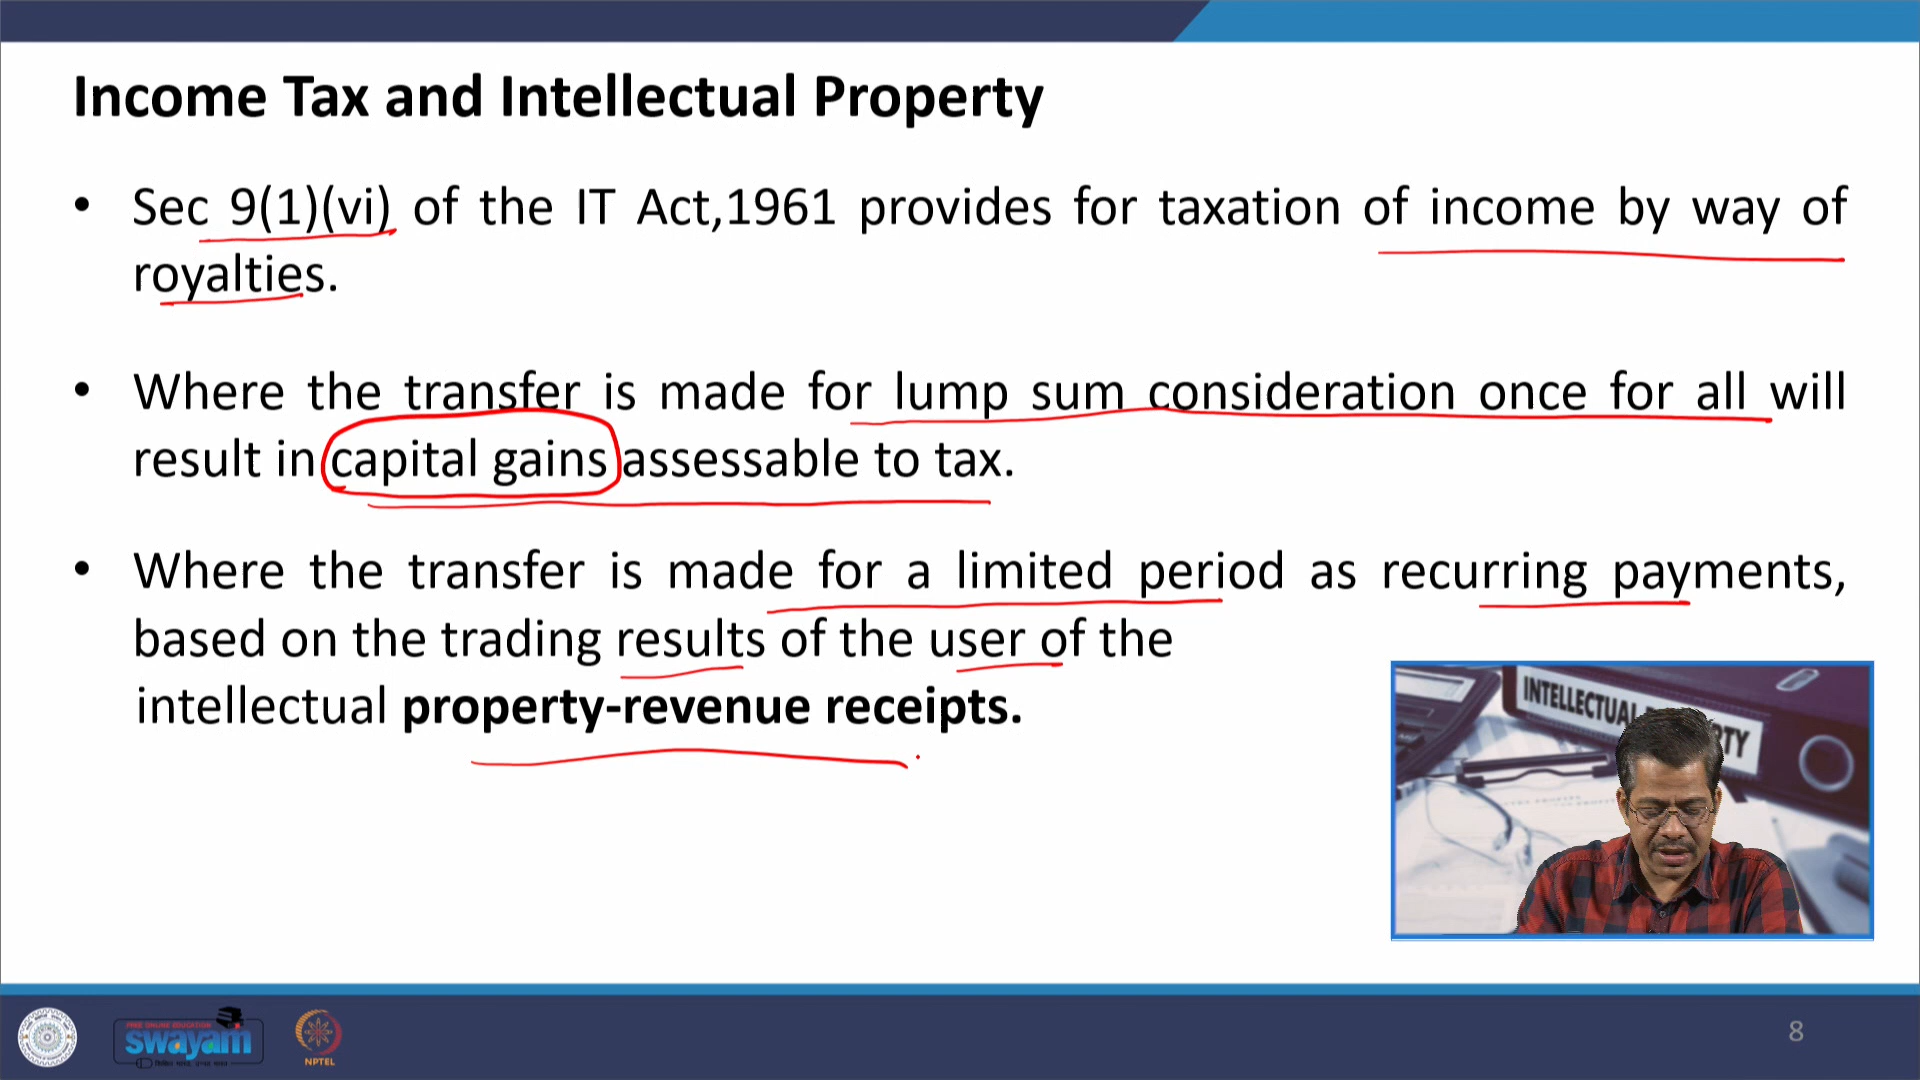 Income Tax and Intellectual Property
• Sec 9(1)(vi) of the IT Act,1961 provides for taxation of income by way of
royalties.
• Where the transfer is made for lump sum consideration once for all will
result in capital gains assessable to tax.
• Where the transfer is made for a limited period as recurring payments,
based on the trading results of the user of the
intellectual property-revenue receipts.
INTELLECTUAL
FREE ONLINE EDUCATION
swayam
NPTEL
8